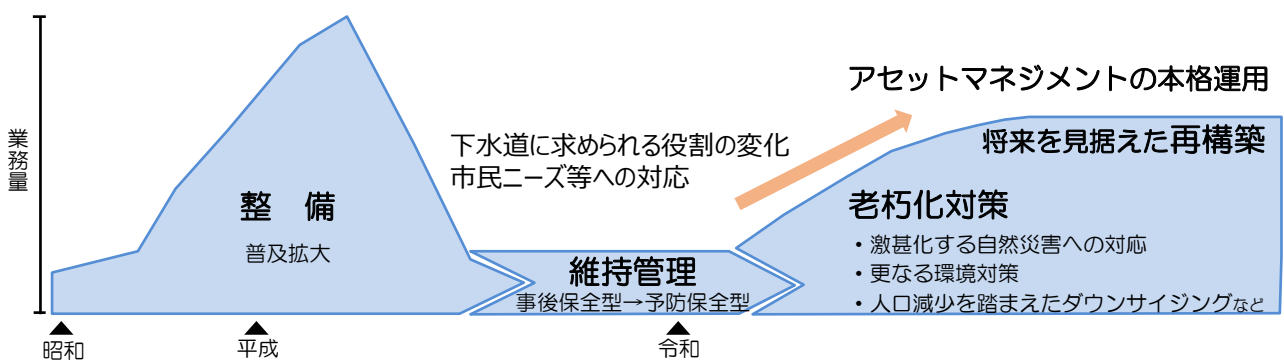 業務量
整　備
普及拡大
下水道に求められる役割の変化
市民ニーズ等への対応
維持管理
事後保全型→予防保全型
アセットマネジメントの本格運用
将来を見据えた再構築
老朽化対策
・激甚化する自然災害への対応
・更なる環境対策
・人口減少を踏まえたダウンサイジングなど
昭和
平成
令和